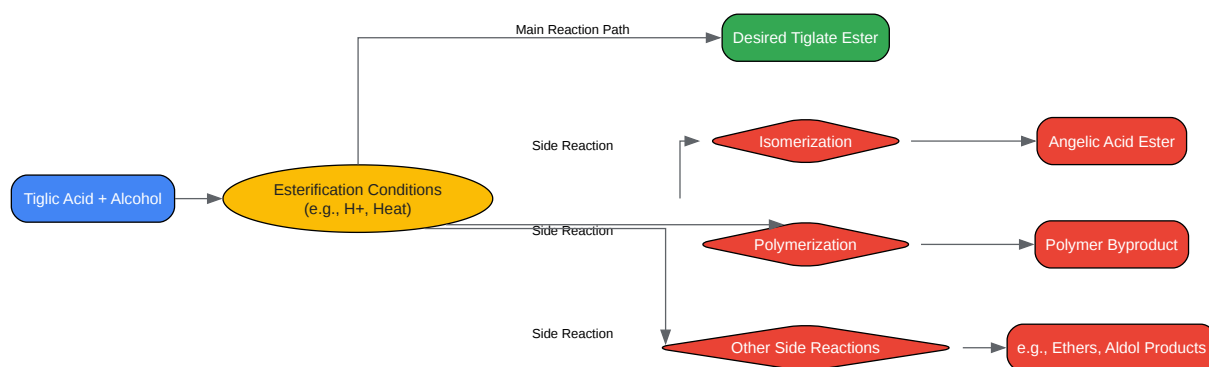 Main Reaction Path
Desired Tiglate Ester
Side Reaction
Isomerization
Angelic Acid Ester
Tiglic Acid + Alcohol
Esterification Conditions
(e.g., H+, Heat)
Side Reaction
Polymerization
Polymer Byproduct
Side Reaction
Other Side Reactions
e.g., Ethers, Aldol Products